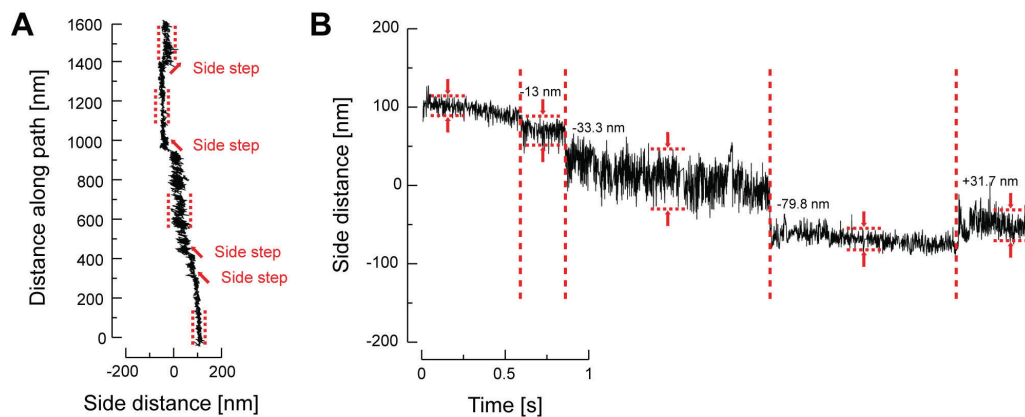 A
Distance along path [nm]
1600
1400
1200
1000
800
600
400
200
0
Side step
Side step
Side step
Side step
-200
0
200
Side distance [nm]
B
Side distance [nm]
200
100
0
-100
-200
-13 nm
-33.3 nm
-79.8 nm
+31.7 nm
0
0.5
1
Time [s]